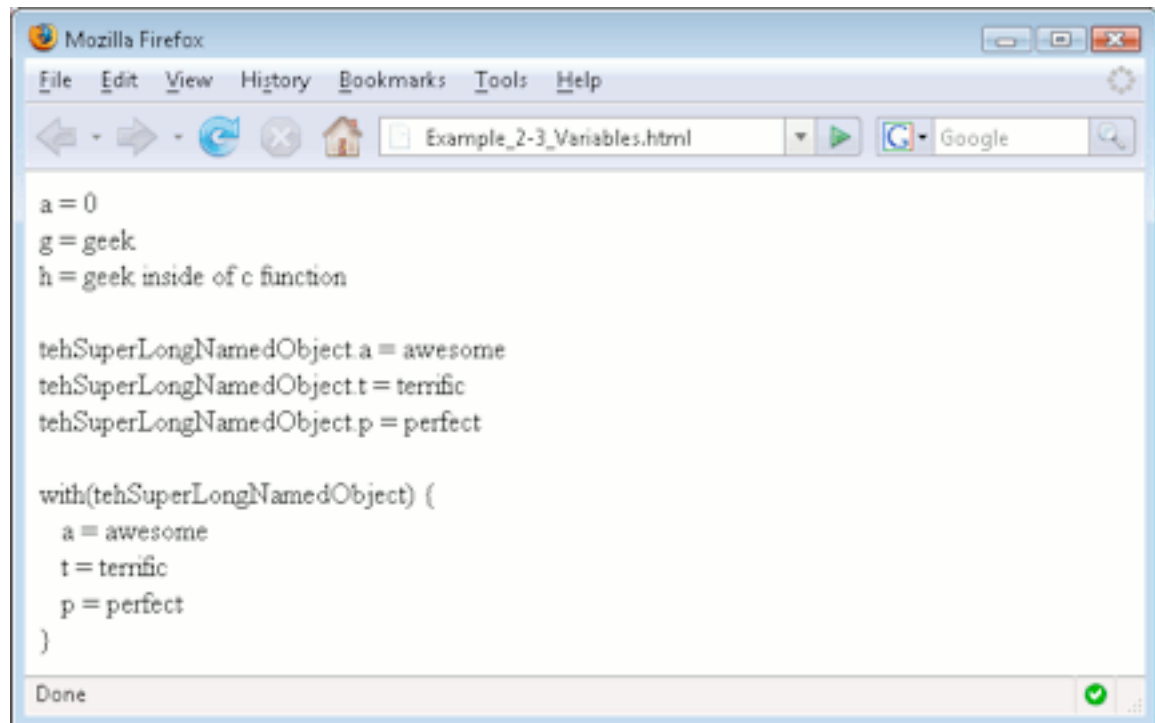 Mozilla Firefox
File Edit View History Bookmarks Tools Help
Example_2-3_Variables.html
G Google
a = 0
g = geek
h = geek inside of c function
tehSuperLongNamedObject.a = awesome
tehSuperLongNamedObject.t = terrific
tehSuperLongNamedObject.p = perfect
with(tehSuperLongNamedObject) {
a = awesome
t = terrific
p = perfect
}
Done